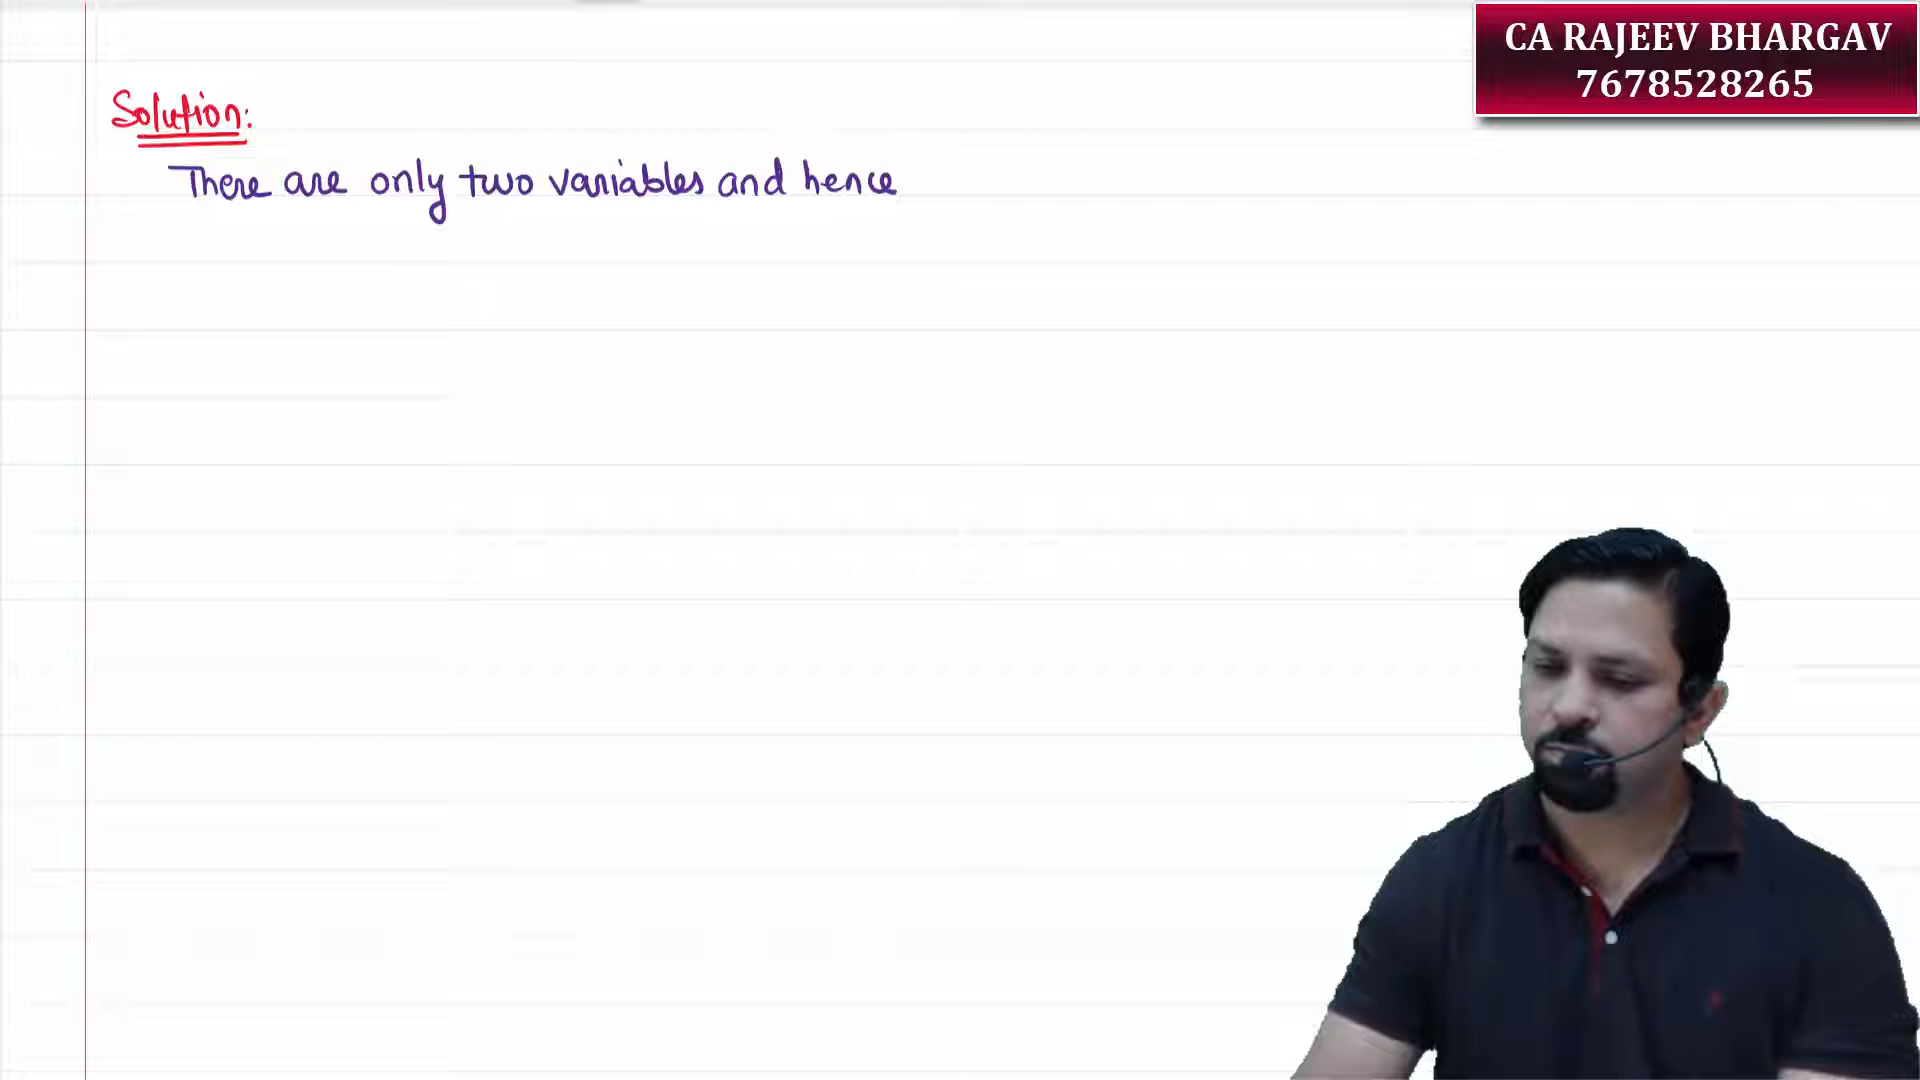 CA RAJEEV BHARGAV
7678528265
Solution:
There are only two variables and hence